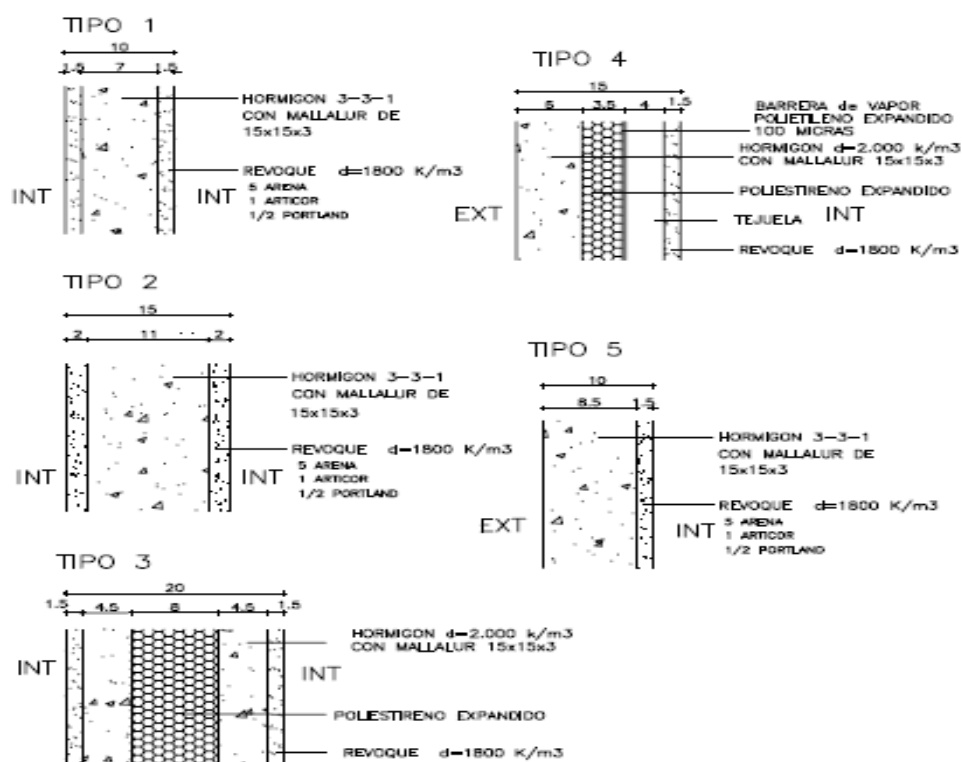 TIPO 1
10
1.5 7 1.5
HORMIGON 3-3-1
CON MALLALUR DE
15x15x3
REVOQUE d=1800 K/m3
5 ARENA
1 ARTICOR
1/2 PORTLAND
INT
INT
TIPO 2
15
2 11 2
HORMIGON 3-3-1
CON MALLALUR DE
15x15x3
REVOQUE d=1800 K/m3
5 ARENA
1 ARTICOR
1/2 PORTLAND
INT
INT
TIPO 3
20
1.5 4.5 8 4.5 1.5
HORMIGON d=2.000 k/m3
CON MALLALUR 15x15x3
INT
INT
POLIESTIRENO EXPANDIDO
REVOQUE d=1800 K/m3
TIPO 4
15
3.5 4 1.5
BARRERA de VAPOR
POLIETILENO EXPANDIDO
100 MICRAS
HORMIGON d=2.000 k/m3
CON MALLALUR 15x15x3
POLIESTIRENO EXPANDIDO
EXT
TEJUELA
INT
REVOQUE d=1800 K/m3
TIPO 5
10
8.5 1.5
HORMIGON 3-3-1
CON MALLALUR DE
15x15x3
REVOQUE d=1800 K/m3
5 ARENA
1 ARTICOR
1/2 PORTLAND
EXT
INT